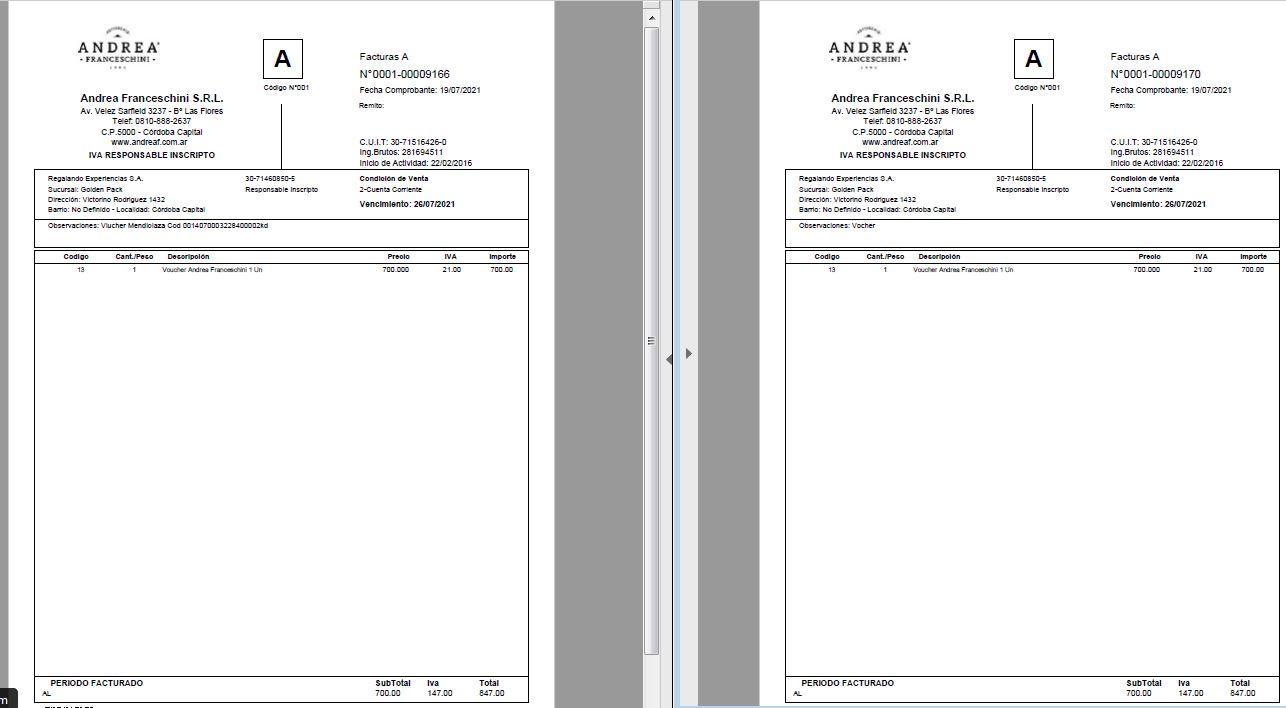 ANDREA
• FRANCESCHINI •
1995
A
Código N°001
Facturas A
N°0001-00009166
Fecha Comprobante: 19/07/2021
Remito:
Andrea Franceschini S.R.L.
Av. Velez Sarfield 3237 - Bº Las Flores
Telef: 0810-888-2637
C.P.5000 - Córdoba Capital
www.andreaf.com.ar
IVA RESPONSABLE INSCRIPTO
C.U.I.T: 30-71516426-0
Ing.Brutos: 281694511
Inicio de Actividad: 22/02/2016
Regalando Experiencias S.A. 30-71460850-5 Condición de Venta
Sucursal: Golden Pack Responsable Inscripto 2-Cuenta Corriente
Dirección: Victorino Rodriguez 1432 Vencimiento: 26/07/2021
Barrio: No Definido - Localidad: Córdoba Capital
Observaciones: Viucher Mendiolaza Cod 0014070003228400002kd
Codigo Cant./Peso Descripción Precio IVA Importe
13 1 Voucher Andrea Franceschini 1 Un 700.000 21.00 700.00
PERIODO FACTURADO SubTotal Iva Total
AL 700.00 147.00 847.00
m
ANDREA
• FRANCESCHINI •
1995
A
Código N°001
Facturas A
N°0001-00009170
Fecha Comprobante: 19/07/2021
Remito:
Andrea Franceschini S.R.L.
Av. Velez Sarfield 3237 - Bº Las Flores
Telef: 0810-888-2637
C.P.5000 - Córdoba Capital
www.andreaf.com.ar
IVA RESPONSABLE INSCRIPTO
C.U.I.T: 30-71516426-0
Ing.Brutos: 281694511
Inicio de Actividad: 22/02/2016
Regalando Experiencias S.A. 30-71460850-5 Condición de Venta
Sucursal: Golden Pack Responsable Inscripto 2-Cuenta Corriente
Dirección: Victorino Rodriguez 1432 Vencimiento: 26/07/2021
Barrio: No Definido - Localidad: Córdoba Capital
Observaciones: Vocher
Codigo Cant./Peso Descripción Precio IVA Importe
13 1 Voucher Andrea Franceschini 1 Un 700.000 21.00 700.00
PERIODO FACTURADO SubTotal Iva Total
AL 700.00 147.00 847.00